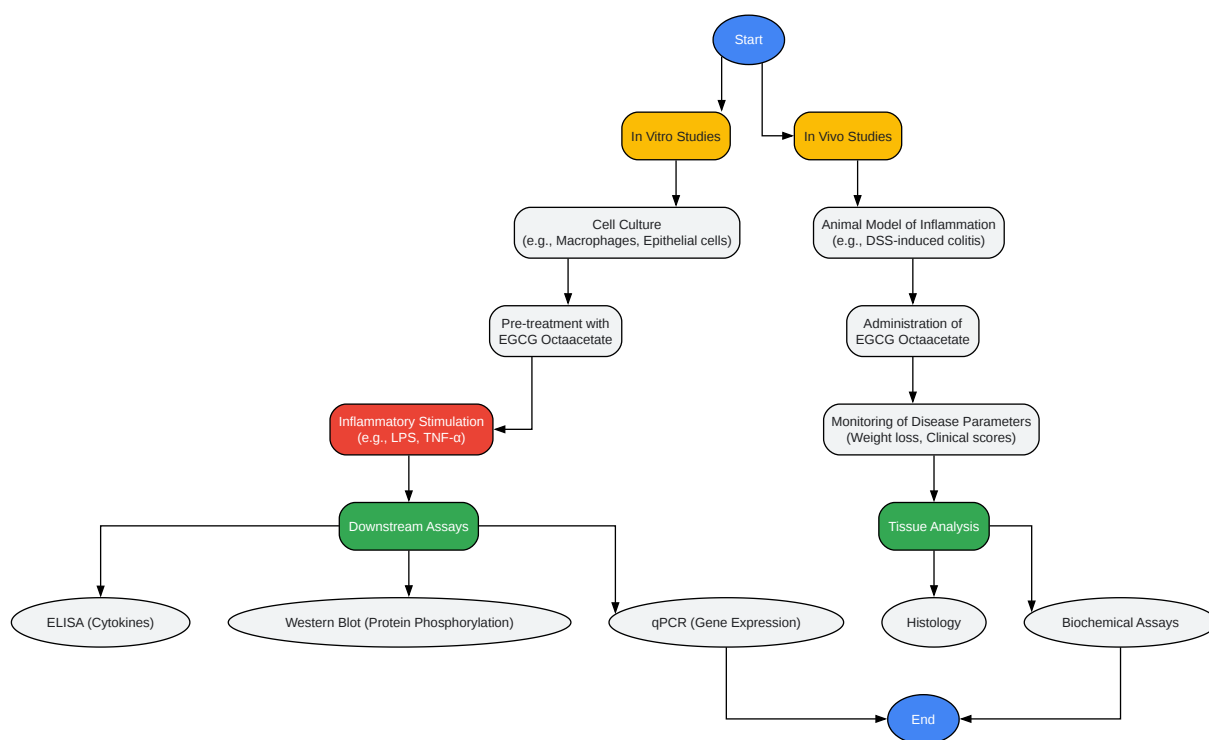 Start
In Vitro Studies
In Vivo Studies
Cell Culture
(e.g., Macrophages, Epithelial cells)
Animal Model of Inflammation
(e.g., DSS-induced colitis)
Pre-treatment with
EGCG Octaacetate
Administration of
EGCG Octaacetate
Inflammatory Stimulation
(e.g., LPS, TNF-α)
Monitoring of Disease Parameters
(Weight loss, Clinical scores)
Downstream Assays
Tissue Analysis
ELISA (Cytokines)
Western Blot (Protein Phosphorylation)
qPCR (Gene Expression)
Histology
Biochemical Assays
End